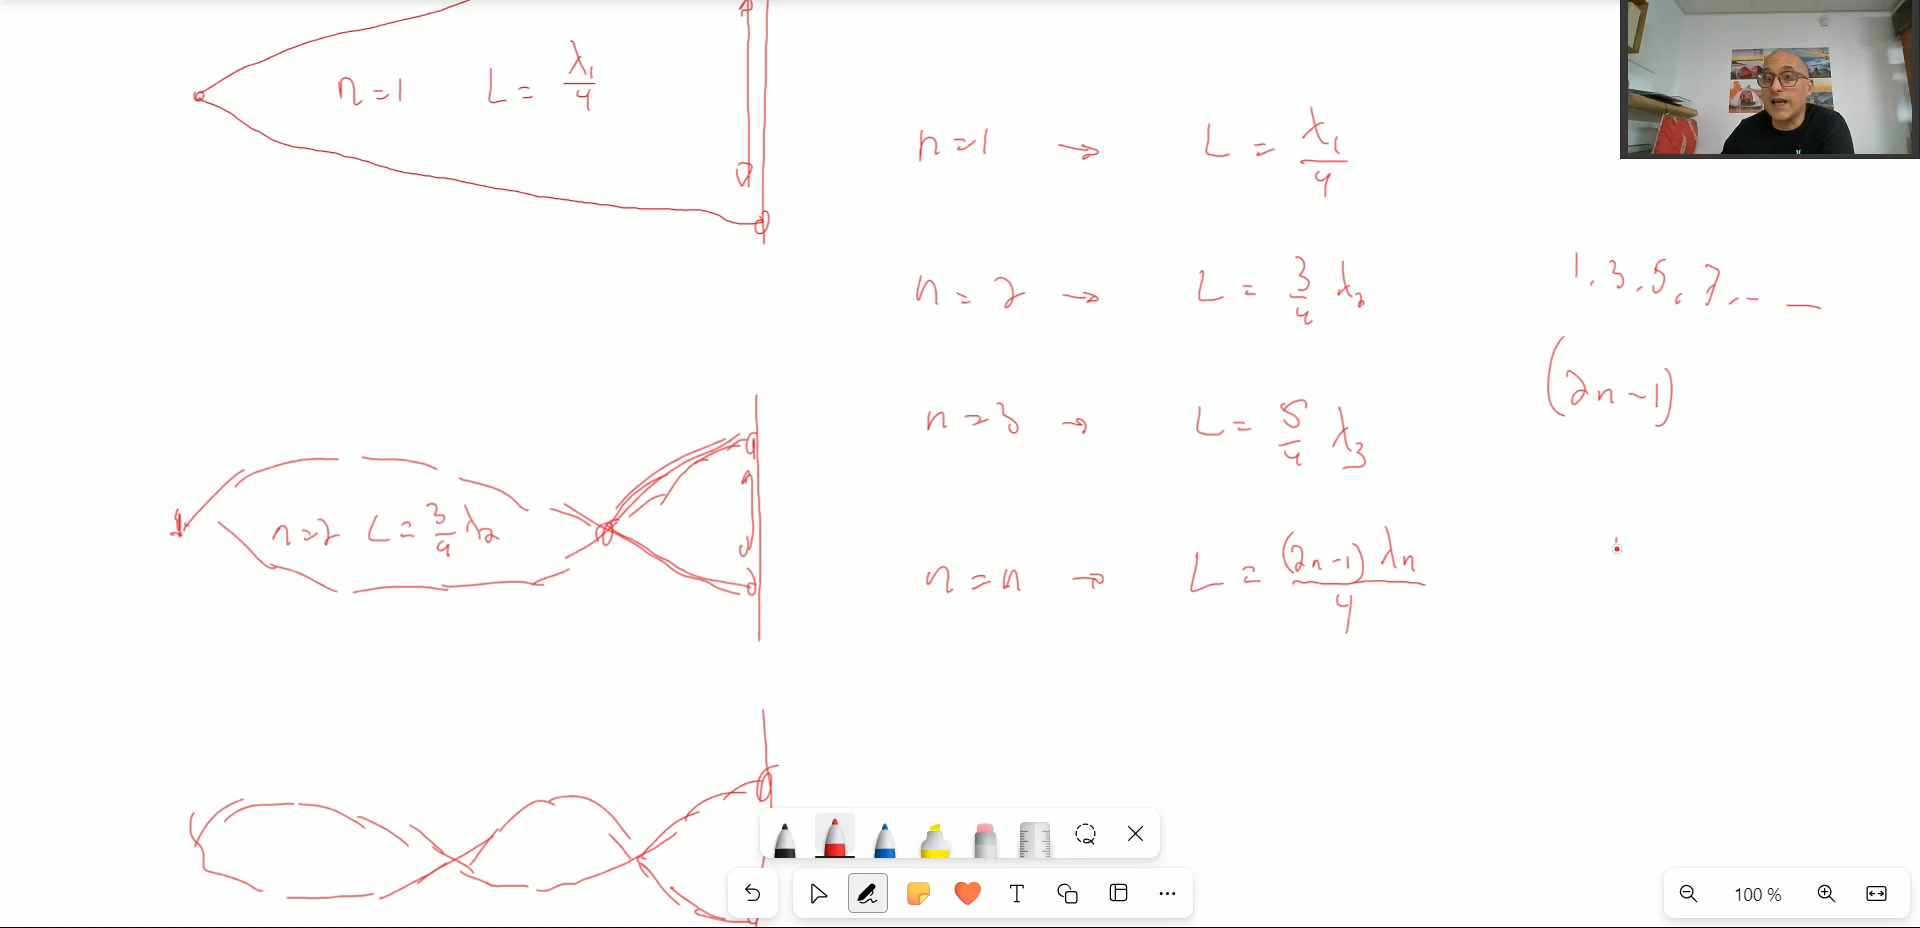 n=1 L = λ1/4
n=1 → L = λ1/4
n = 2 → L = 3/4 λ2
1, 3, 5, 7, - —
(2n-1)
n=3 → L = 5/4 λ3
n=2 L = 3/4 λ2
n=n → L = (2n-1) λn/4
T
100 %